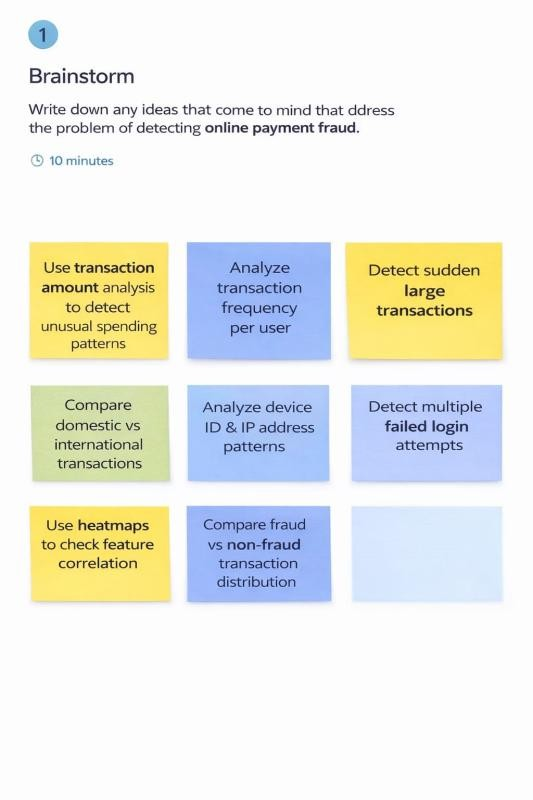 1
Brainstorm
Write down any ideas that come to mind that ddress
the problem of detecting online payment fraud.
10 minutes
Use transaction
amount analysis
to detect
unusual spending
patterns
Analyze
transaction
frequency
per user
Detect sudden
large
transactions
Compare
domestic vs
international
transactions
Analyze device
ID & IP address
patterns
Detect multiple
failed login
attempts
Use heatmaps
to check feature
correlation
Compare fraud
vs non-fraud
transaction
distribution